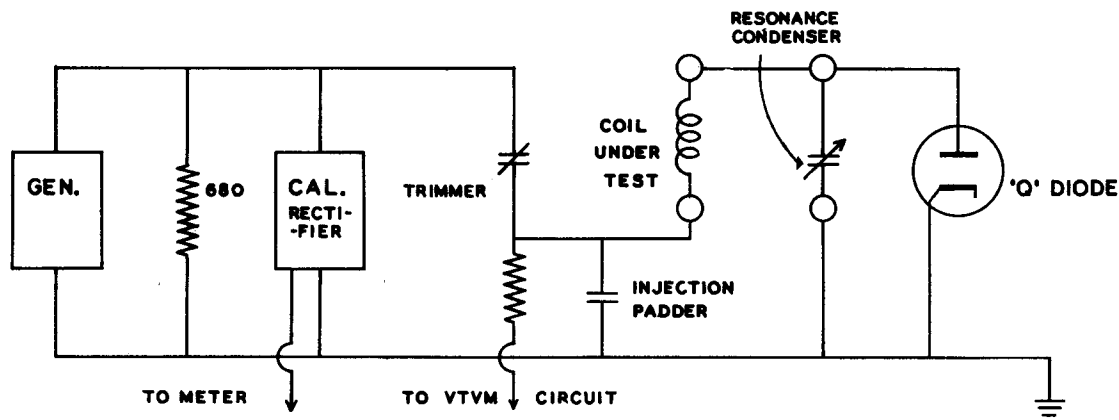 RESONANCE
CONDENSER
GEN.
680
CAL.
RECTI-
-FIER
TRIMMER
COIL
UNDER
TEST
'Q' DIODE
INJECTION
PADDER
TO METER
TO VTVM CIRCUIT